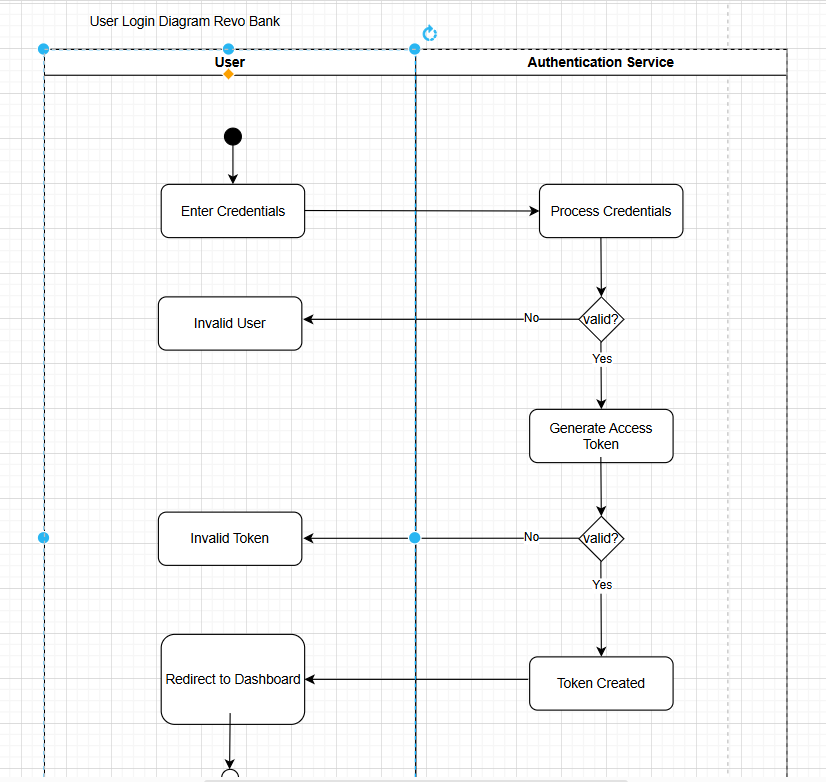 User Login Diagram Revo Bank
User
Authentication Service
Enter Credentials
Process Credentials
Invalid User
No
valid?
Yes
Generate Access
Token
Invalid Token
No
valid?
Yes
Redirect to Dashboard
Token Created